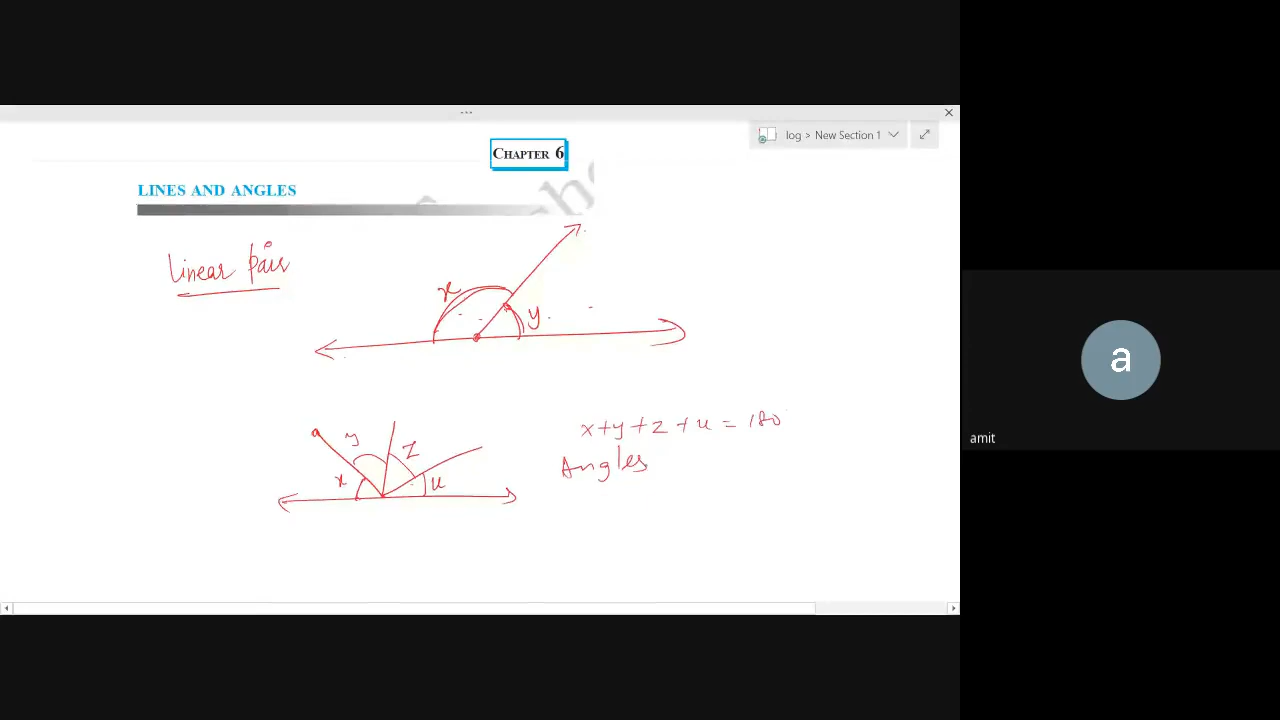 log > New Section 1
CHAPTER 6
LINES AND ANGLES
Linear Pair
x
y
y
z
x
u
x+y+z+u=180
Angles
a
amit